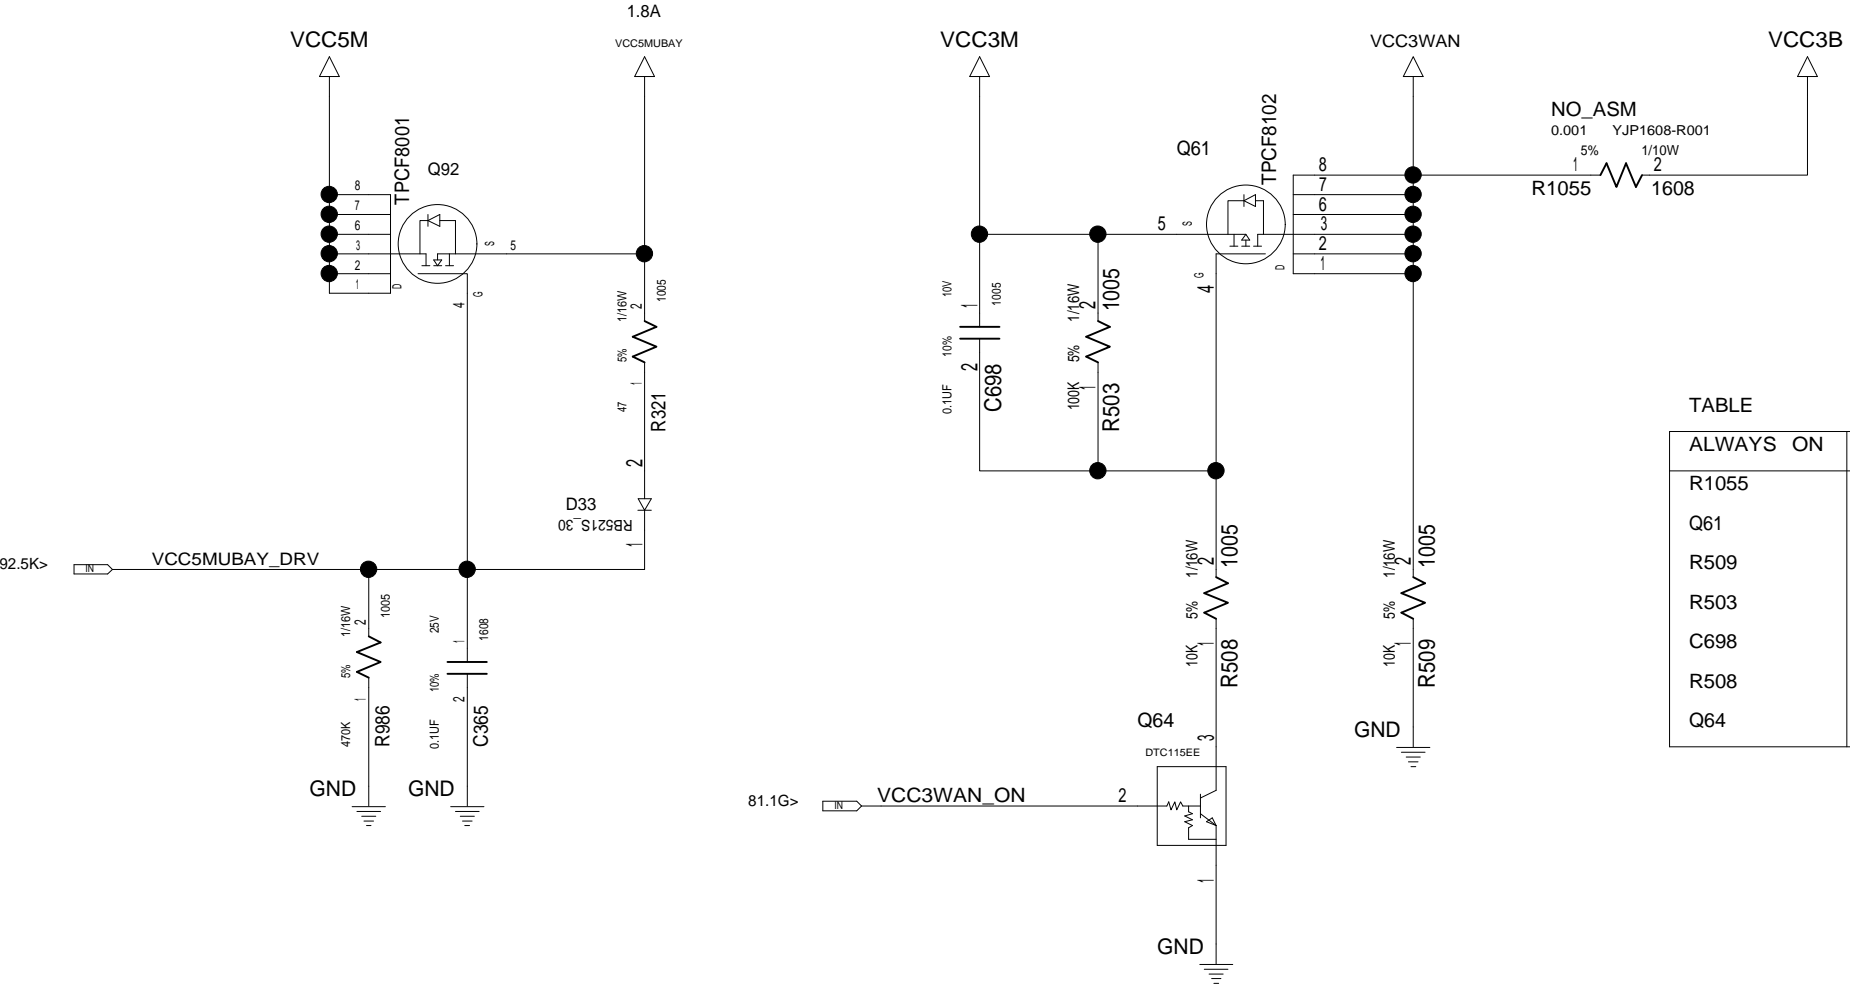 1.8A
VCC5M
VCC5MUBAY
VCC3M
VCC3WAN
VCC3B
TPCF8001
Q92
8
7
6
3
2
1
D
S
5
4
G
1/16W
2
1005
5%
1
47
R321
2
D33
RB521S_30
1
92.5K>
IN
VCC5MUBAY_DRV
1/16W
2
1005
5%
1
470K
R986
GND
25V
1
1608
10%
2
0.1UF
C365
GND
Q61
TPCF8102
5
S
G
4
D
8
7
6
3
2
1
NO_ASM
0.001
YJP1608-R001
5%
1/10W
1
2
R1055
1608
10V
1
1005
10%
2
0.1UF
C698
1/16W
2
1005
5%
1
100K
R503
1/16W
2
1005
5%
1
10K
R508
1/16W
2
1005
5%
1
10K
R509
GND
Q64
3
DTC115EE
81.1G>
IN
VCC3WAN_ON
2
1
GND
TABLE
ALWAYS ON
R1055
Q61
R509
R503
C698
R508
Q64